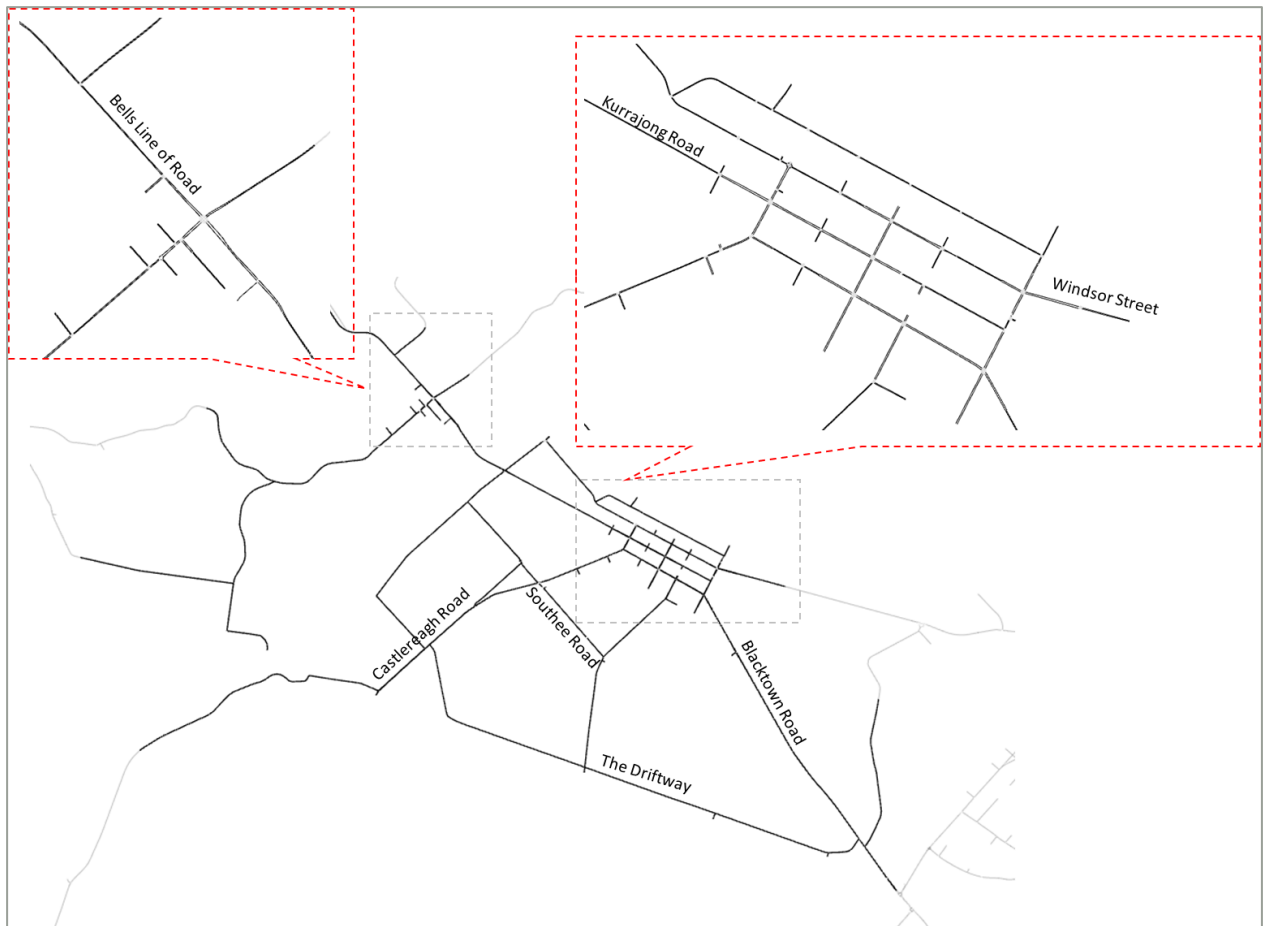 Bells Line of Road
Kurrajong Road
Windsor Street
Castlereagh Road
Southee Road
Blacktown Road
The Driftway